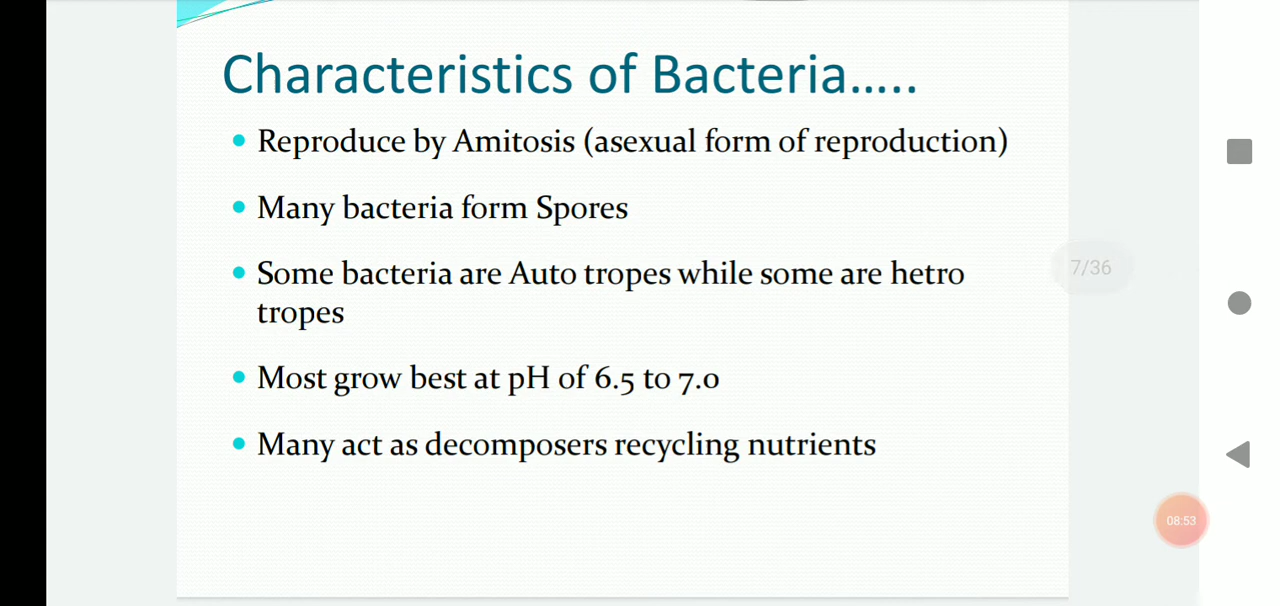 Characteristics of Bacteria.....
Reproduce by Amitosis (asexual form of reproduction)
Many bacteria form Spores
Some bacteria are Auto tropes while some are hetro
tropes
7/36
Most grow best at pH of 6.5 to 7.0
Many act as decomposers recycling nutrients
08:53